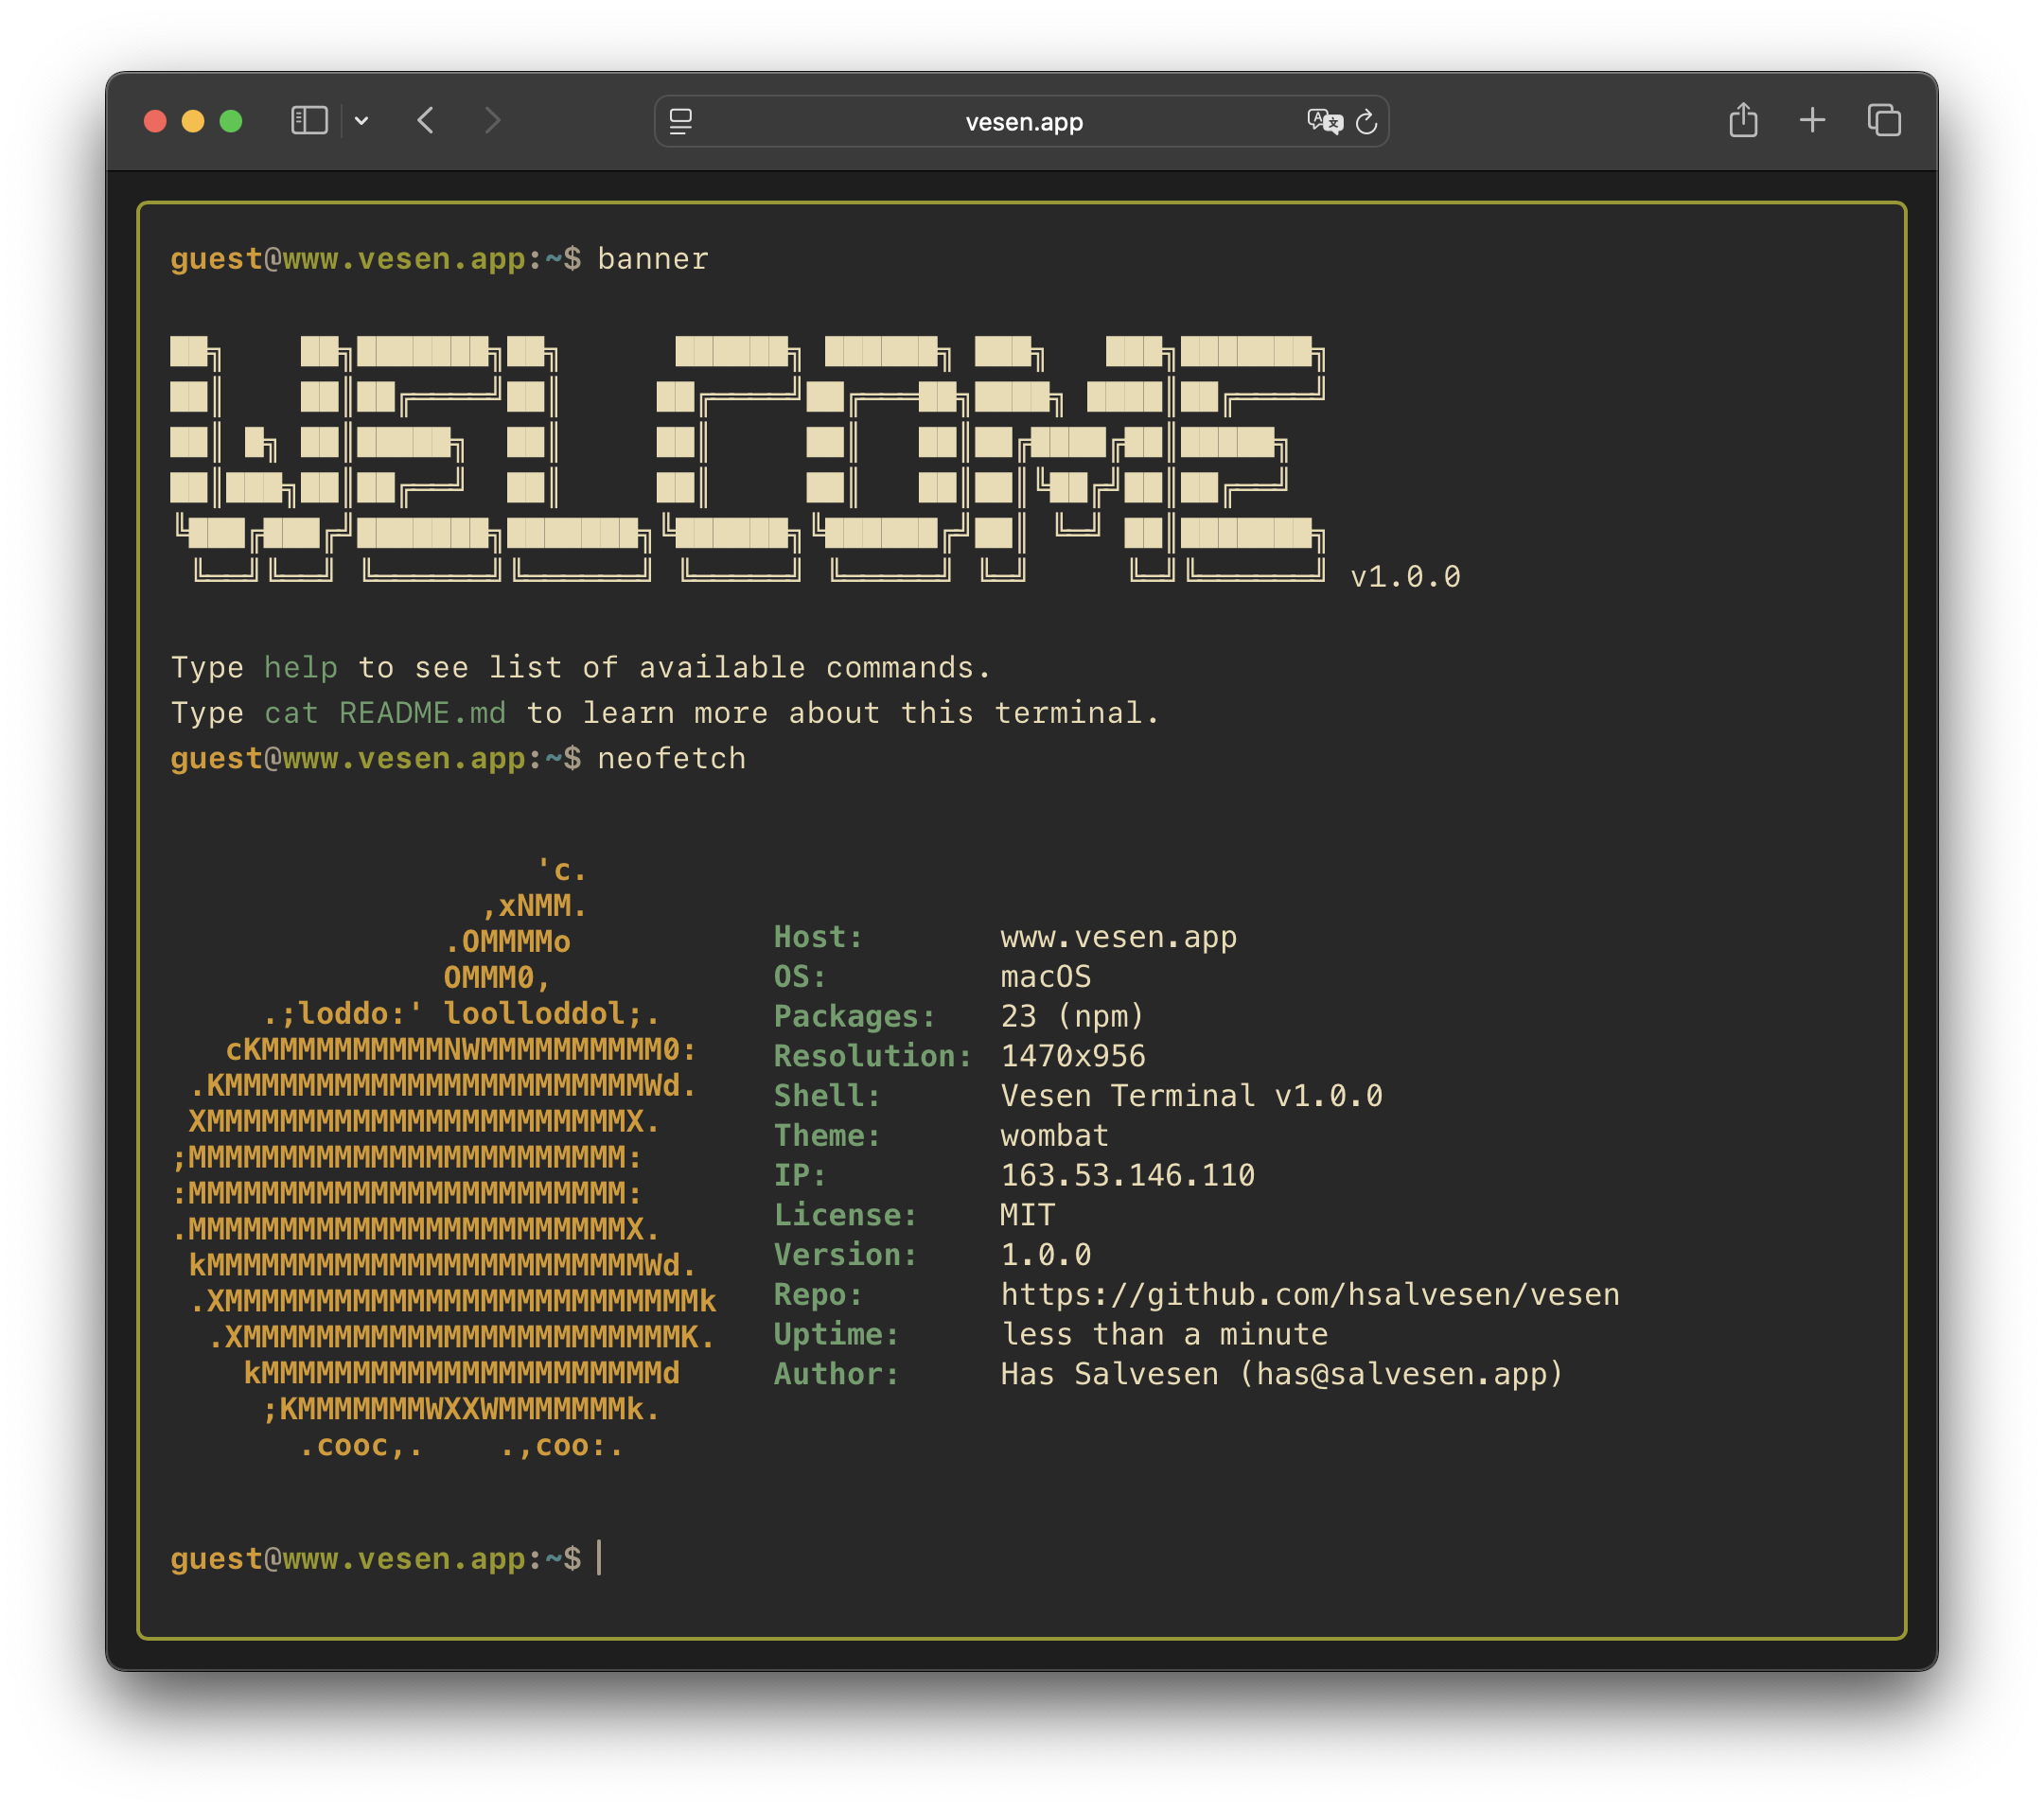 vesen.app
guest@www.vesen.app:~$ banner
WELCOME
v1.0.0
Type help to see list of available commands.
Type cat README.md to learn more about this terminal.
guest@www.vesen.app:~$ neofetch
'c.
,xNMM.
.OMMMMo
OMMM0,
.;loddo:' loolloddol;.
cKMMMMMMMMMMNWMMMMMMMMMM0:
.KMMMMMMMMMMMMMMMMMMMMMMMWd.
XMMMMMMMMMMMMMMMMMMMMMMMX.
;MMMMMMMMMMMMMMMMMMMMMMMM:
:MMMMMMMMMMMMMMMMMMMMMMMM:
.MMMMMMMMMMMMMMMMMMMMMMMMX.
kMMMMMMMMMMMMMMMMMMMMMMMMWd.
.XMMMMMMMMMMMMMMMMMMMMMMMMMMk
.XMMMMMMMMMMMMMMMMMMMMMMMMK.
kMMMMMMMMMMMMMMMMMMMMMMd
;KMMMMMMMWXXWMMMMMMMk.
.cooc,. .,coo:.
Host: www.vesen.app
OS: macOS
Packages: 23 (npm)
Resolution: 1470x956
Shell: Vesen Terminal v1.0.0
Theme: wombat
IP: 163.53.146.110
License: MIT
Version: 1.0.0
Repo: https://github.com/hsalvesen/vesen
Uptime: less than a minute
Author: Has Salvesen (has@salvesen.app)
guest@www.vesen.app:~$